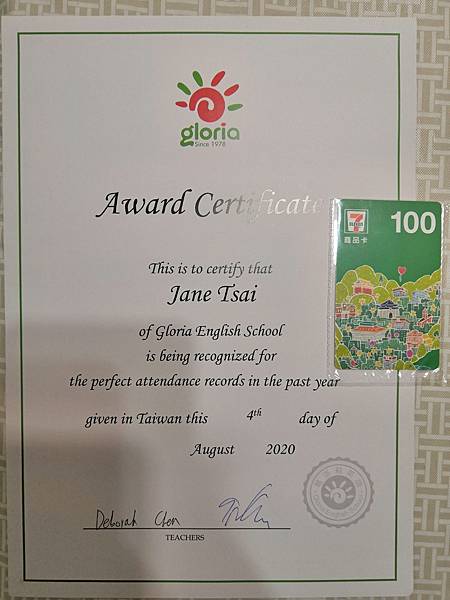 gloria
Since 1978
Award Certificate
This is to certify that
Jane Tsai
of Gloria English School
is being recognized for
the perfect attendance records in the past year
given in Taiwan this 4th day of
August 2020
Deborah Chen
TEACHERS
7
ELEVEN
100
商品卡